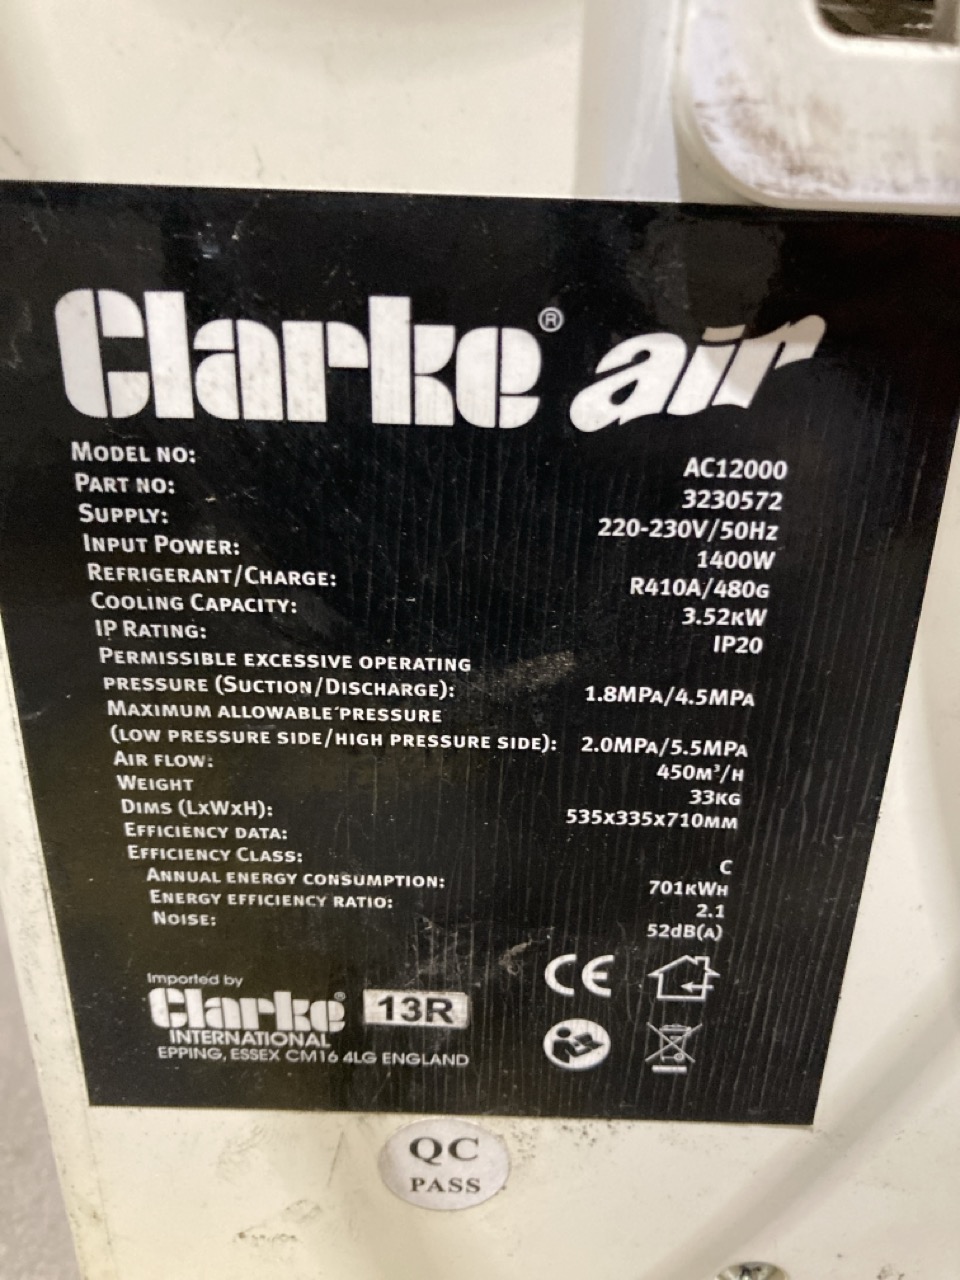 Clarke® air
MODEL NO: AC12000
PART NO: 3230572
SUPPLY: 220-230V/50Hz
INPUT POWER: 1400W
REFRIGERANT/CHARGE: R410A/480G
COOLING CAPACITY: 3.52KW
IP RATING: IP20
PERMISSIBLE EXCESSIVE OPERATING
PRESSURE (SUCTION/DISCHARGE): 1.8MPA/4.5MPA
MAXIMUM ALLOWABLE PRESSURE
(LOW PRESSURE SIDE/HIGH PRESSURE SIDE): 2.0MPA/5.5MPA
AIR FLOW: 450M³/H
WEIGHT 33KG
DIMS (LXWXH): 535X335X710MM
EFFICIENCY DATA:
EFFICIENCY CLASS: C
ANNUAL ENERGY CONSUMPTION: 701KWH
ENERGY EFFICIENCY RATIO: 2.1
NOISE: 52dB(A)
Imported by
Clarke® 13R
INTERNATIONAL
EPPING, ESSEX CM16 4LG ENGLAND
CE
QC
PASS